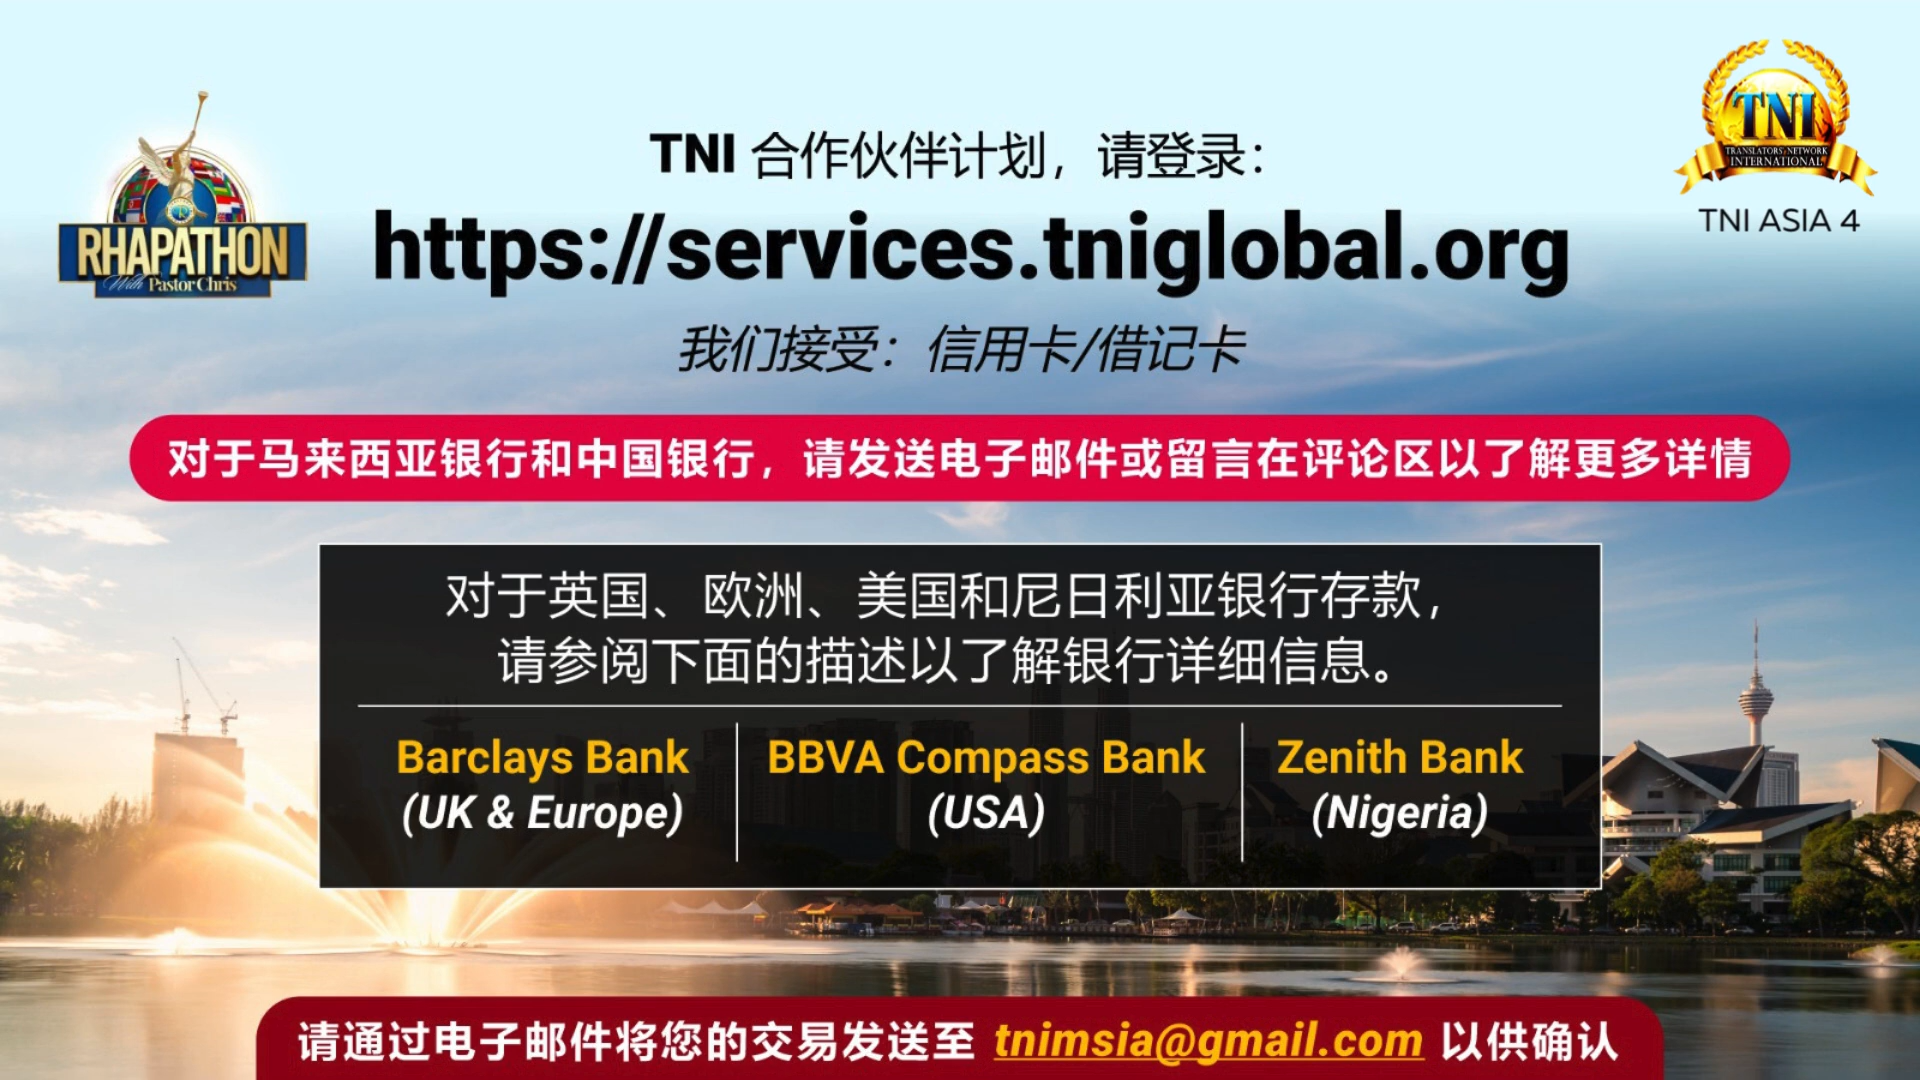 TNI
TRANSLATORS' NETWORK
INTERNATIONAL
TNI ASIA 4
RHAPATHON
With Pastor Chris
TNI 合作伙伴计划，请登录：
https://services.tniglobal.org
我们接受：信用卡/借记卡
对于马来西亚银行和中国银行，请发送电子邮件或留言在评论区以了解更多详情
对于英国、欧洲、美国和尼日利亚银行存款，
请参阅下面的描述以了解银行详细信息。
Barclays Bank
(UK & Europe)
BBVA Compass Bank
(USA)
Zenith Bank
(Nigeria)
请通过电子邮件将您的交易发送至 tnimsia@gmail.com 以供确认